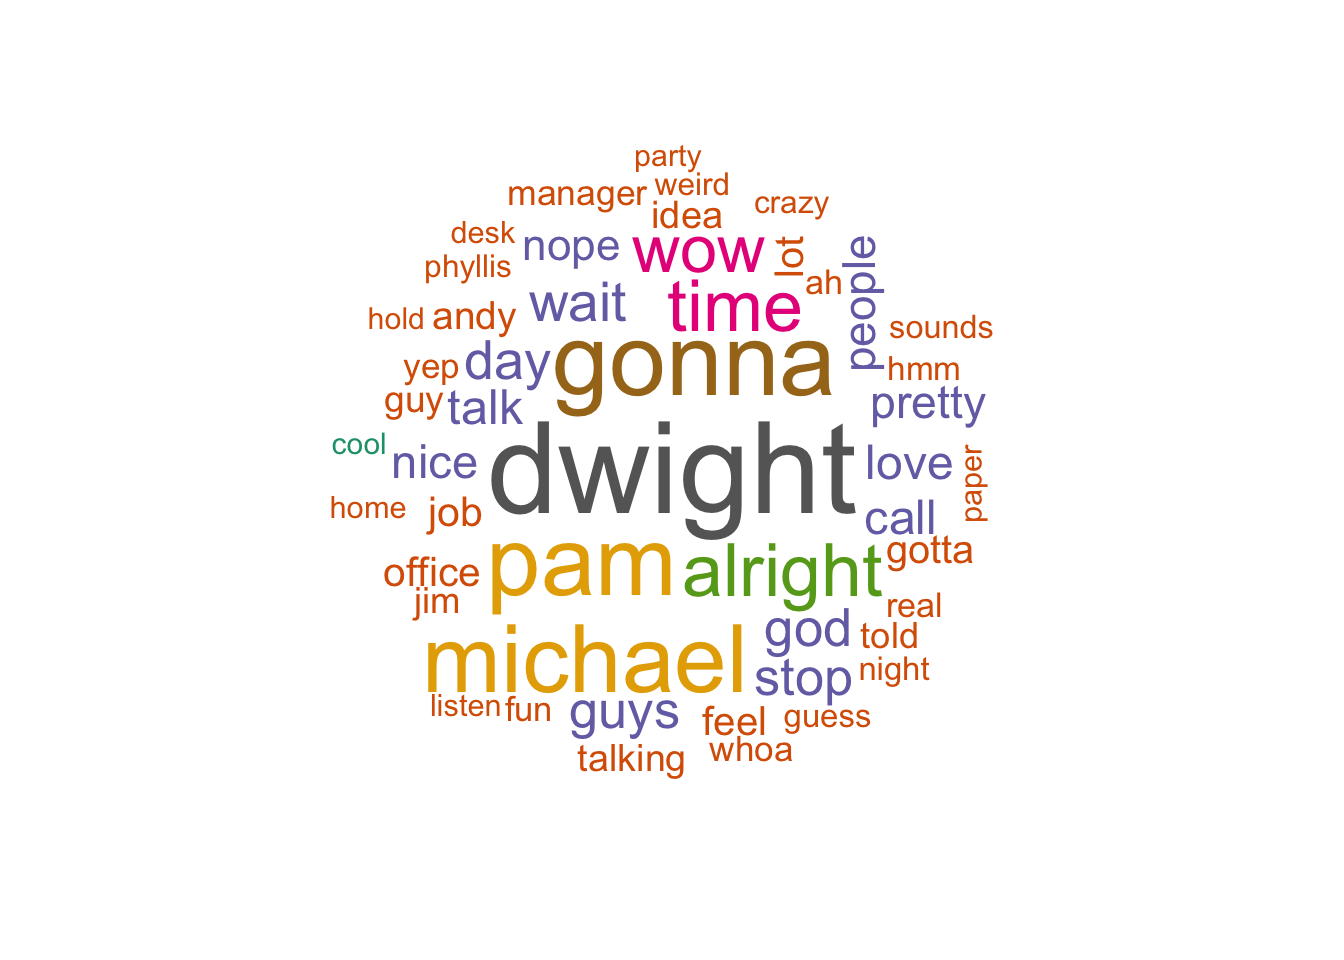 party
manager weird
idea crazy
desk nope wow lot people
phyllis ah
wait time
hold andy sounds
yep day gonna hmm
guy talk pretty
cool dwight
nice love paper
home job call
office pam alright gotta
jim real
god told
michael stop night
listen fun guys feel guess
talking whoa